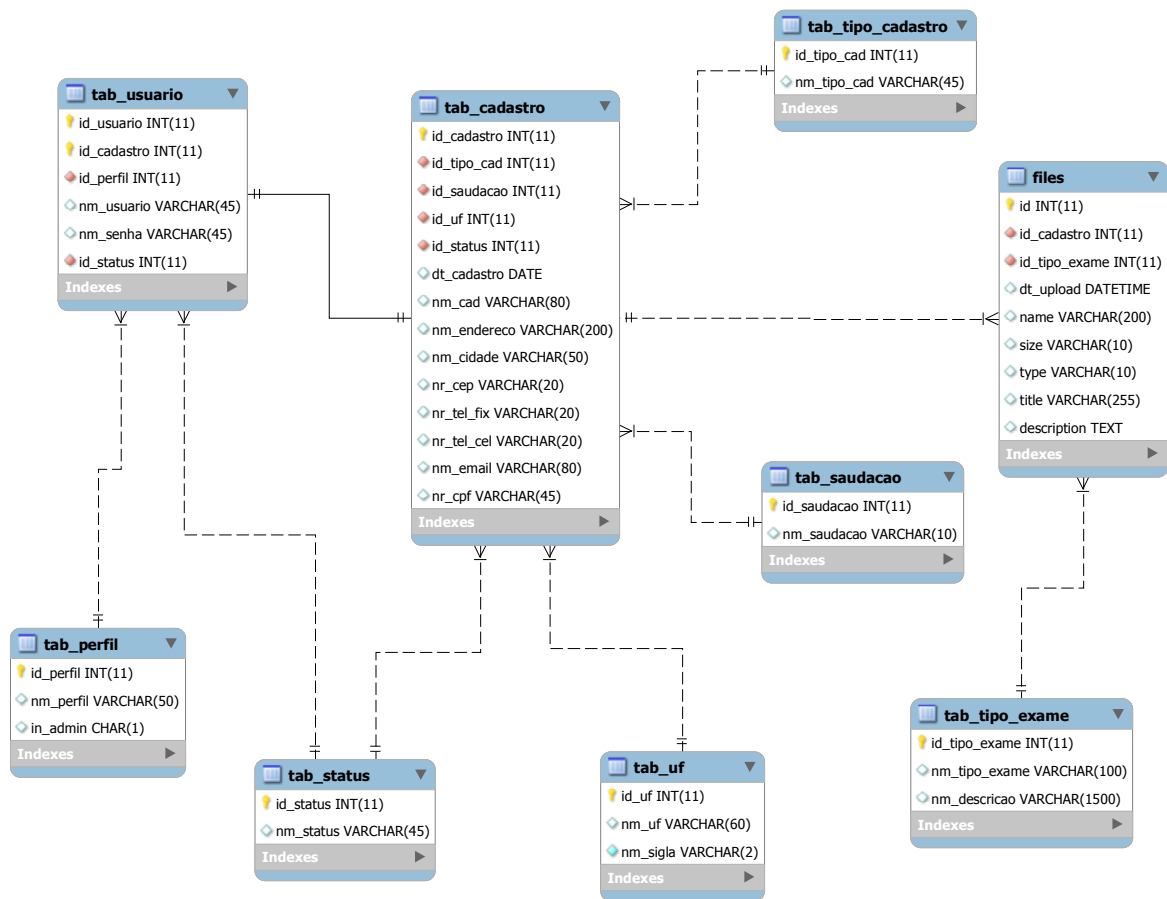 tab_tipo_cadastro
id_tipo_cad INT(11)
nm_tipo_cad VARCHAR(45)
Indexes
tab_usuario
id_usuario INT(11)
id_cadastro INT(11)
id_perfil INT(11)
nm_usuario VARCHAR(45)
nm_senha VARCHAR(45)
id_status INT(11)
Indexes
tab_cadastro
id_cadastro INT(11)
id_tipo_cad INT(11)
id_saudacao INT(11)
id_uf INT(11)
id_status INT(11)
dt_cadastro DATE
nm_cad VARCHAR(80)
nm_endereco VARCHAR(200)
nm_cidade VARCHAR(50)
nr_cep VARCHAR(20)
nr_tel_fix VARCHAR(20)
nr_tel_cel VARCHAR(20)
nm_email VARCHAR(80)
nr_cpf VARCHAR(45)
Indexes
files
id INT(11)
id_cadastro INT(11)
id_tipo_exame INT(11)
dt_upload DATETIME
name VARCHAR(200)
size VARCHAR(10)
type VARCHAR(10)
title VARCHAR(255)
description TEXT
Indexes
tab_saudacao
id_saudacao INT(11)
nm_saudacao VARCHAR(10)
Indexes
tab_perfil
id_perfil INT(11)
nm_perfil VARCHAR(50)
in_admin CHAR(1)
Indexes
tab_status
id_status INT(11)
nm_status VARCHAR(45)
Indexes
tab_uf
id_uf INT(11)
nm_uf VARCHAR(60)
nm_sigla VARCHAR(2)
Indexes
tab_tipo_exame
id_tipo_exame INT(11)
nm_tipo_exame VARCHAR(100)
nm_descricao VARCHAR(1500)
Indexes